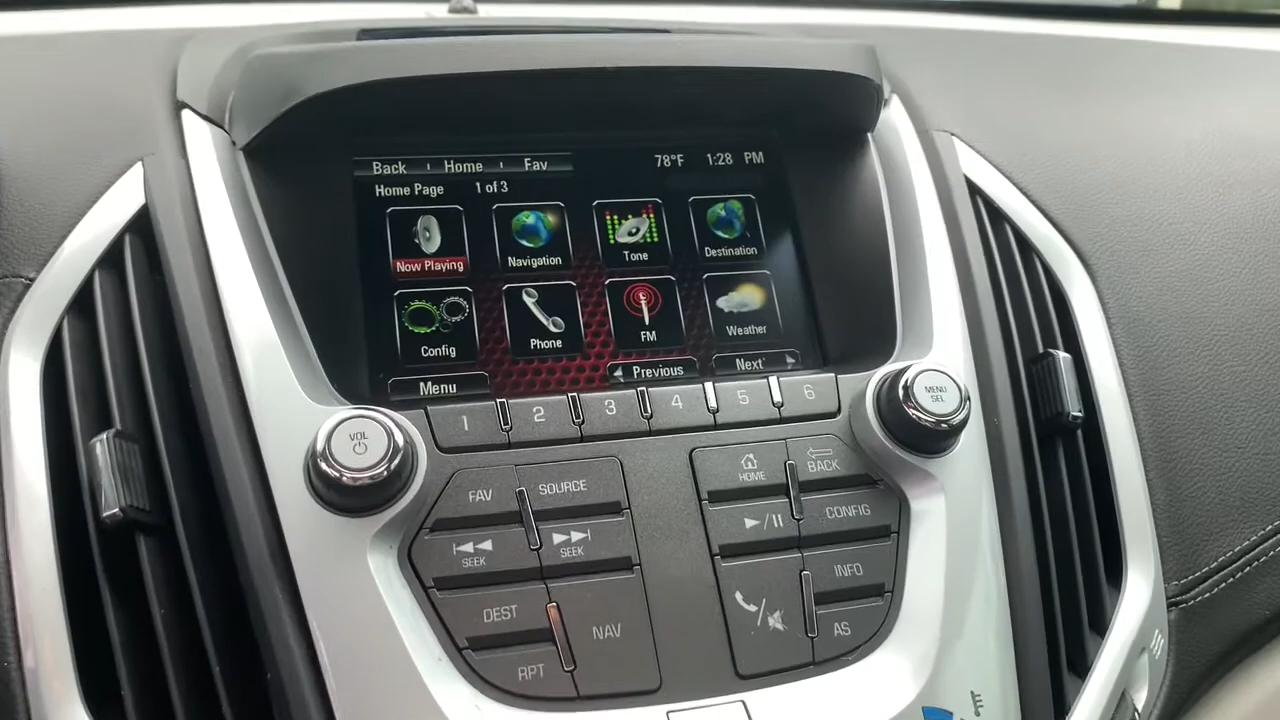 Back Home Fav 78°F 1:28 PM
Home Page 1 of 3
Now Playing Navigation Tone Destination
Config Phone FM Weather
Menu Previous Next
1 2 3 4 5 6
VOL
MENU
SEL
FAV SOURCE
SEEK SEEK
DEST NAV
RPT
HOME BACK
CONFIG
INFO
AS